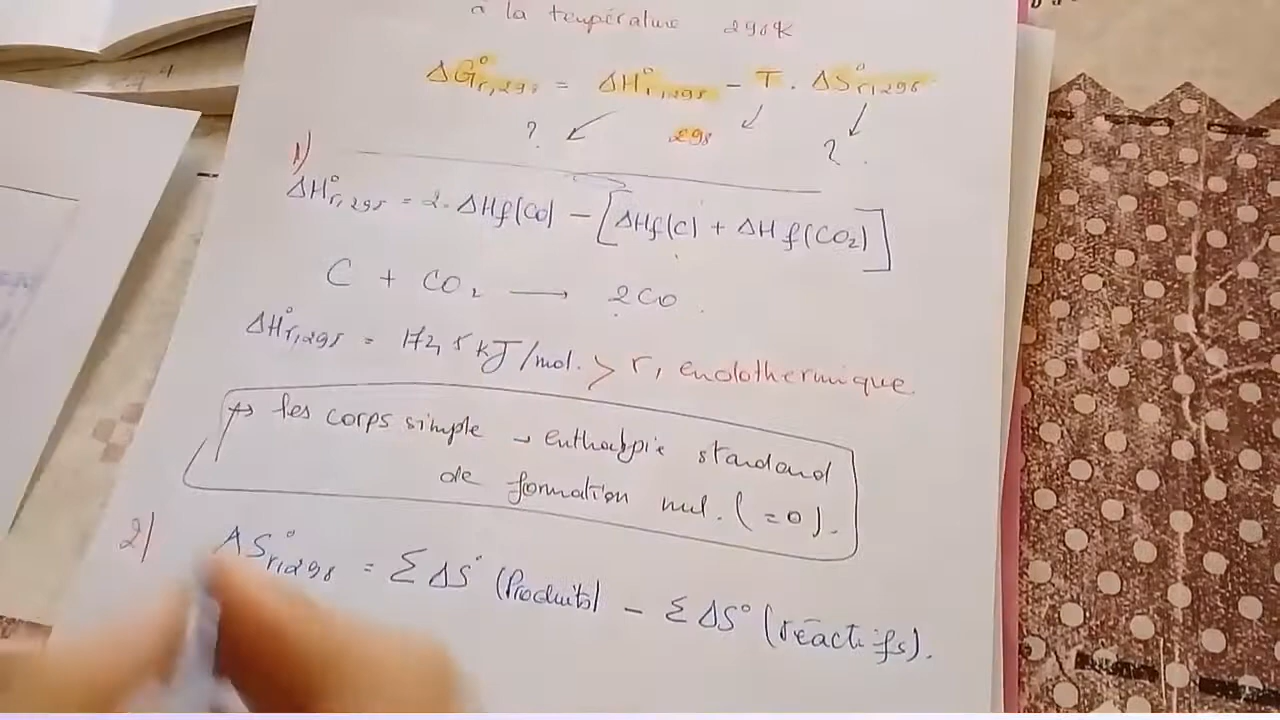 à la température 298K
ΔG°r,298 = ΔH°r,298 - T . ΔS°r,298
? 298 ?
1)
ΔH°r,298 = 2. ΔHf(CO) - [ΔHf(C) + ΔHf(CO₂)]
C + CO₂ → 2CO.
ΔH°r,298 = 172,5 kJ/mol. > r, endothermique.
→ les corps simple → enthalpie standard
de formation nul. (=0).
2) ΔS°r,298 = Σ ΔS° (Produits) - Σ ΔS° (réactifs).